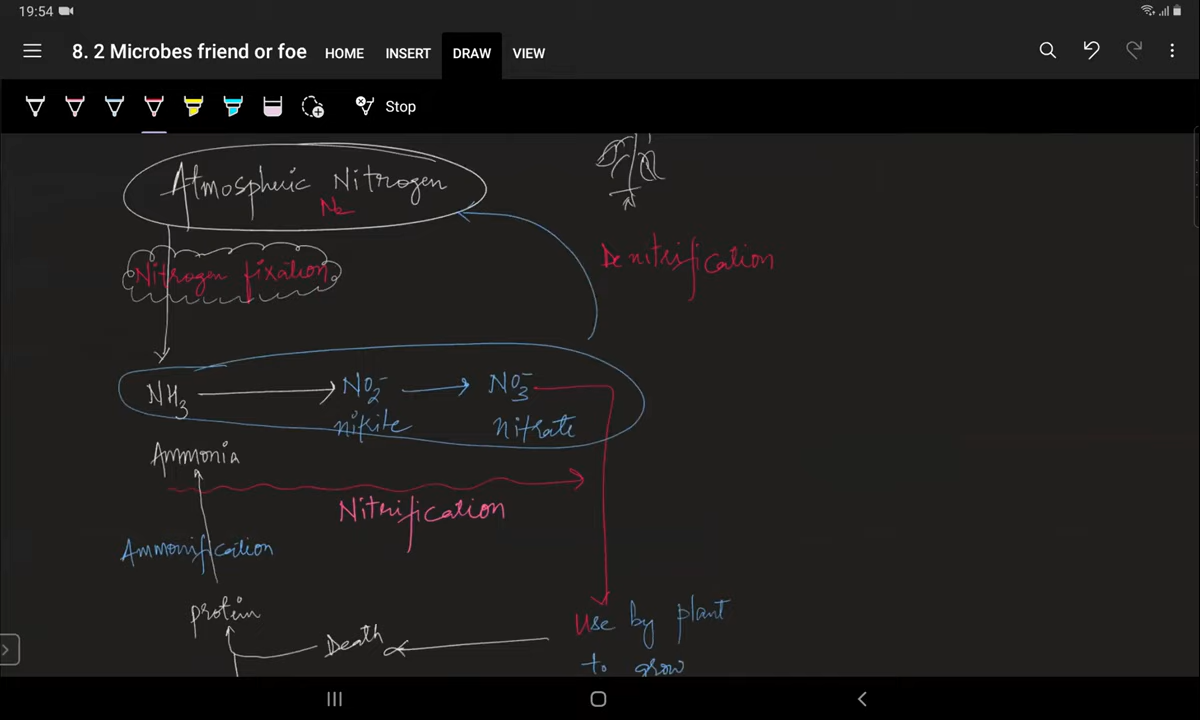 19:54
8. 2 Microbes friend or foe HOME INSERT DRAW VIEW
Stop
Atmospheric Nitrogen
N2
Nitrogen fixation
Denitrification
NH3 NO2- NO3-
nitrite nitrate
Ammonia
Nitrification
Ammonification
protein
Death
Use by plant
to grow